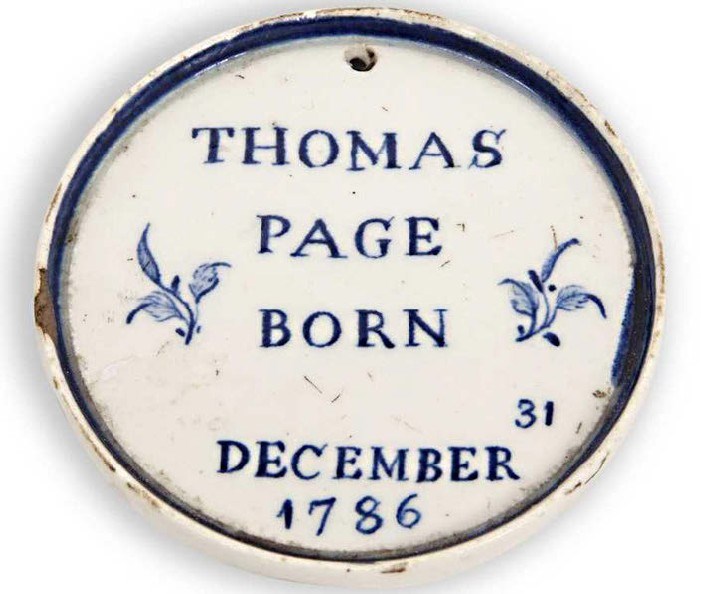 THOMAS
PAGE
BORN
31
DECEMBER
1786